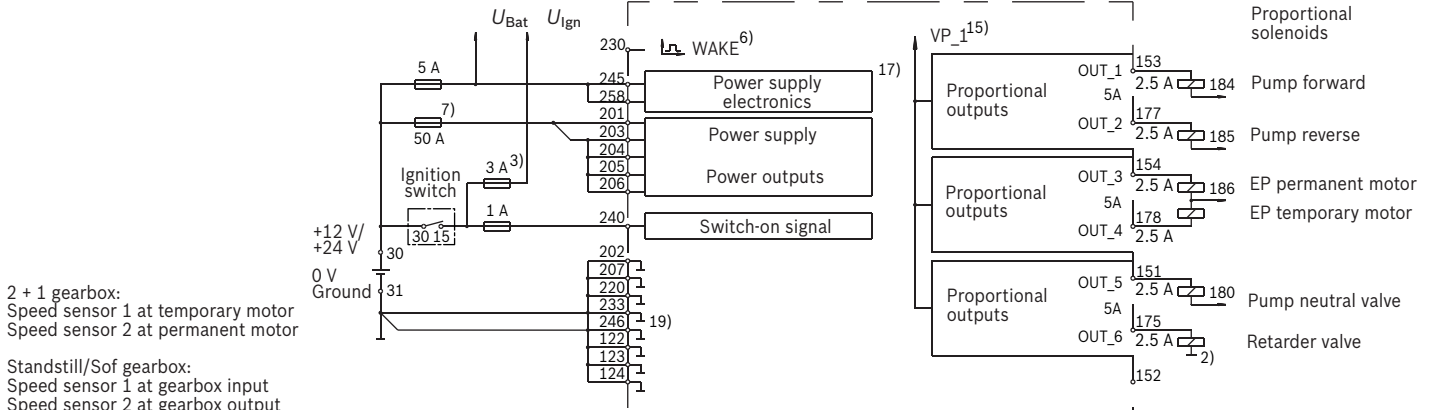 U Bat U Ign
5 A
7)
50 A
Ignition
switch
3 A 3)
1 A
30 15
+12 V/
+24 V
30
0 V
Ground
31
2 + 1 gearbox:
Speed sensor 1 at temporary motor
Speed sensor 2 at permanent motor
Standstill/Sof gearbox:
Speed sensor 1 at gearbox input
Speed sensor 2 at gearbox output
230
WAKE 6)
245
258
Power supply
electronics
17)
201
203
204
205
206
Power supply
Power outputs
240
Switch-on signal
202
207
220
233
246
19)
122
123
124
VP_1 15)
Proportional
solenoids
Proportional
outputs
OUT_1
153
2.5 A
184
Pump forward
5A
OUT_2
177
2.5 A
185
Pump reverse
Proportional
outputs
OUT_3
154
2.5 A
186
EP permanent motor
5A
OUT_4
178
2.5 A
EP temporary motor
Proportional
outputs
OUT_5
151
2.5 A
180
Pump neutral valve
5A
OUT_6
175
2.5 A
2)
Retarder valve
152